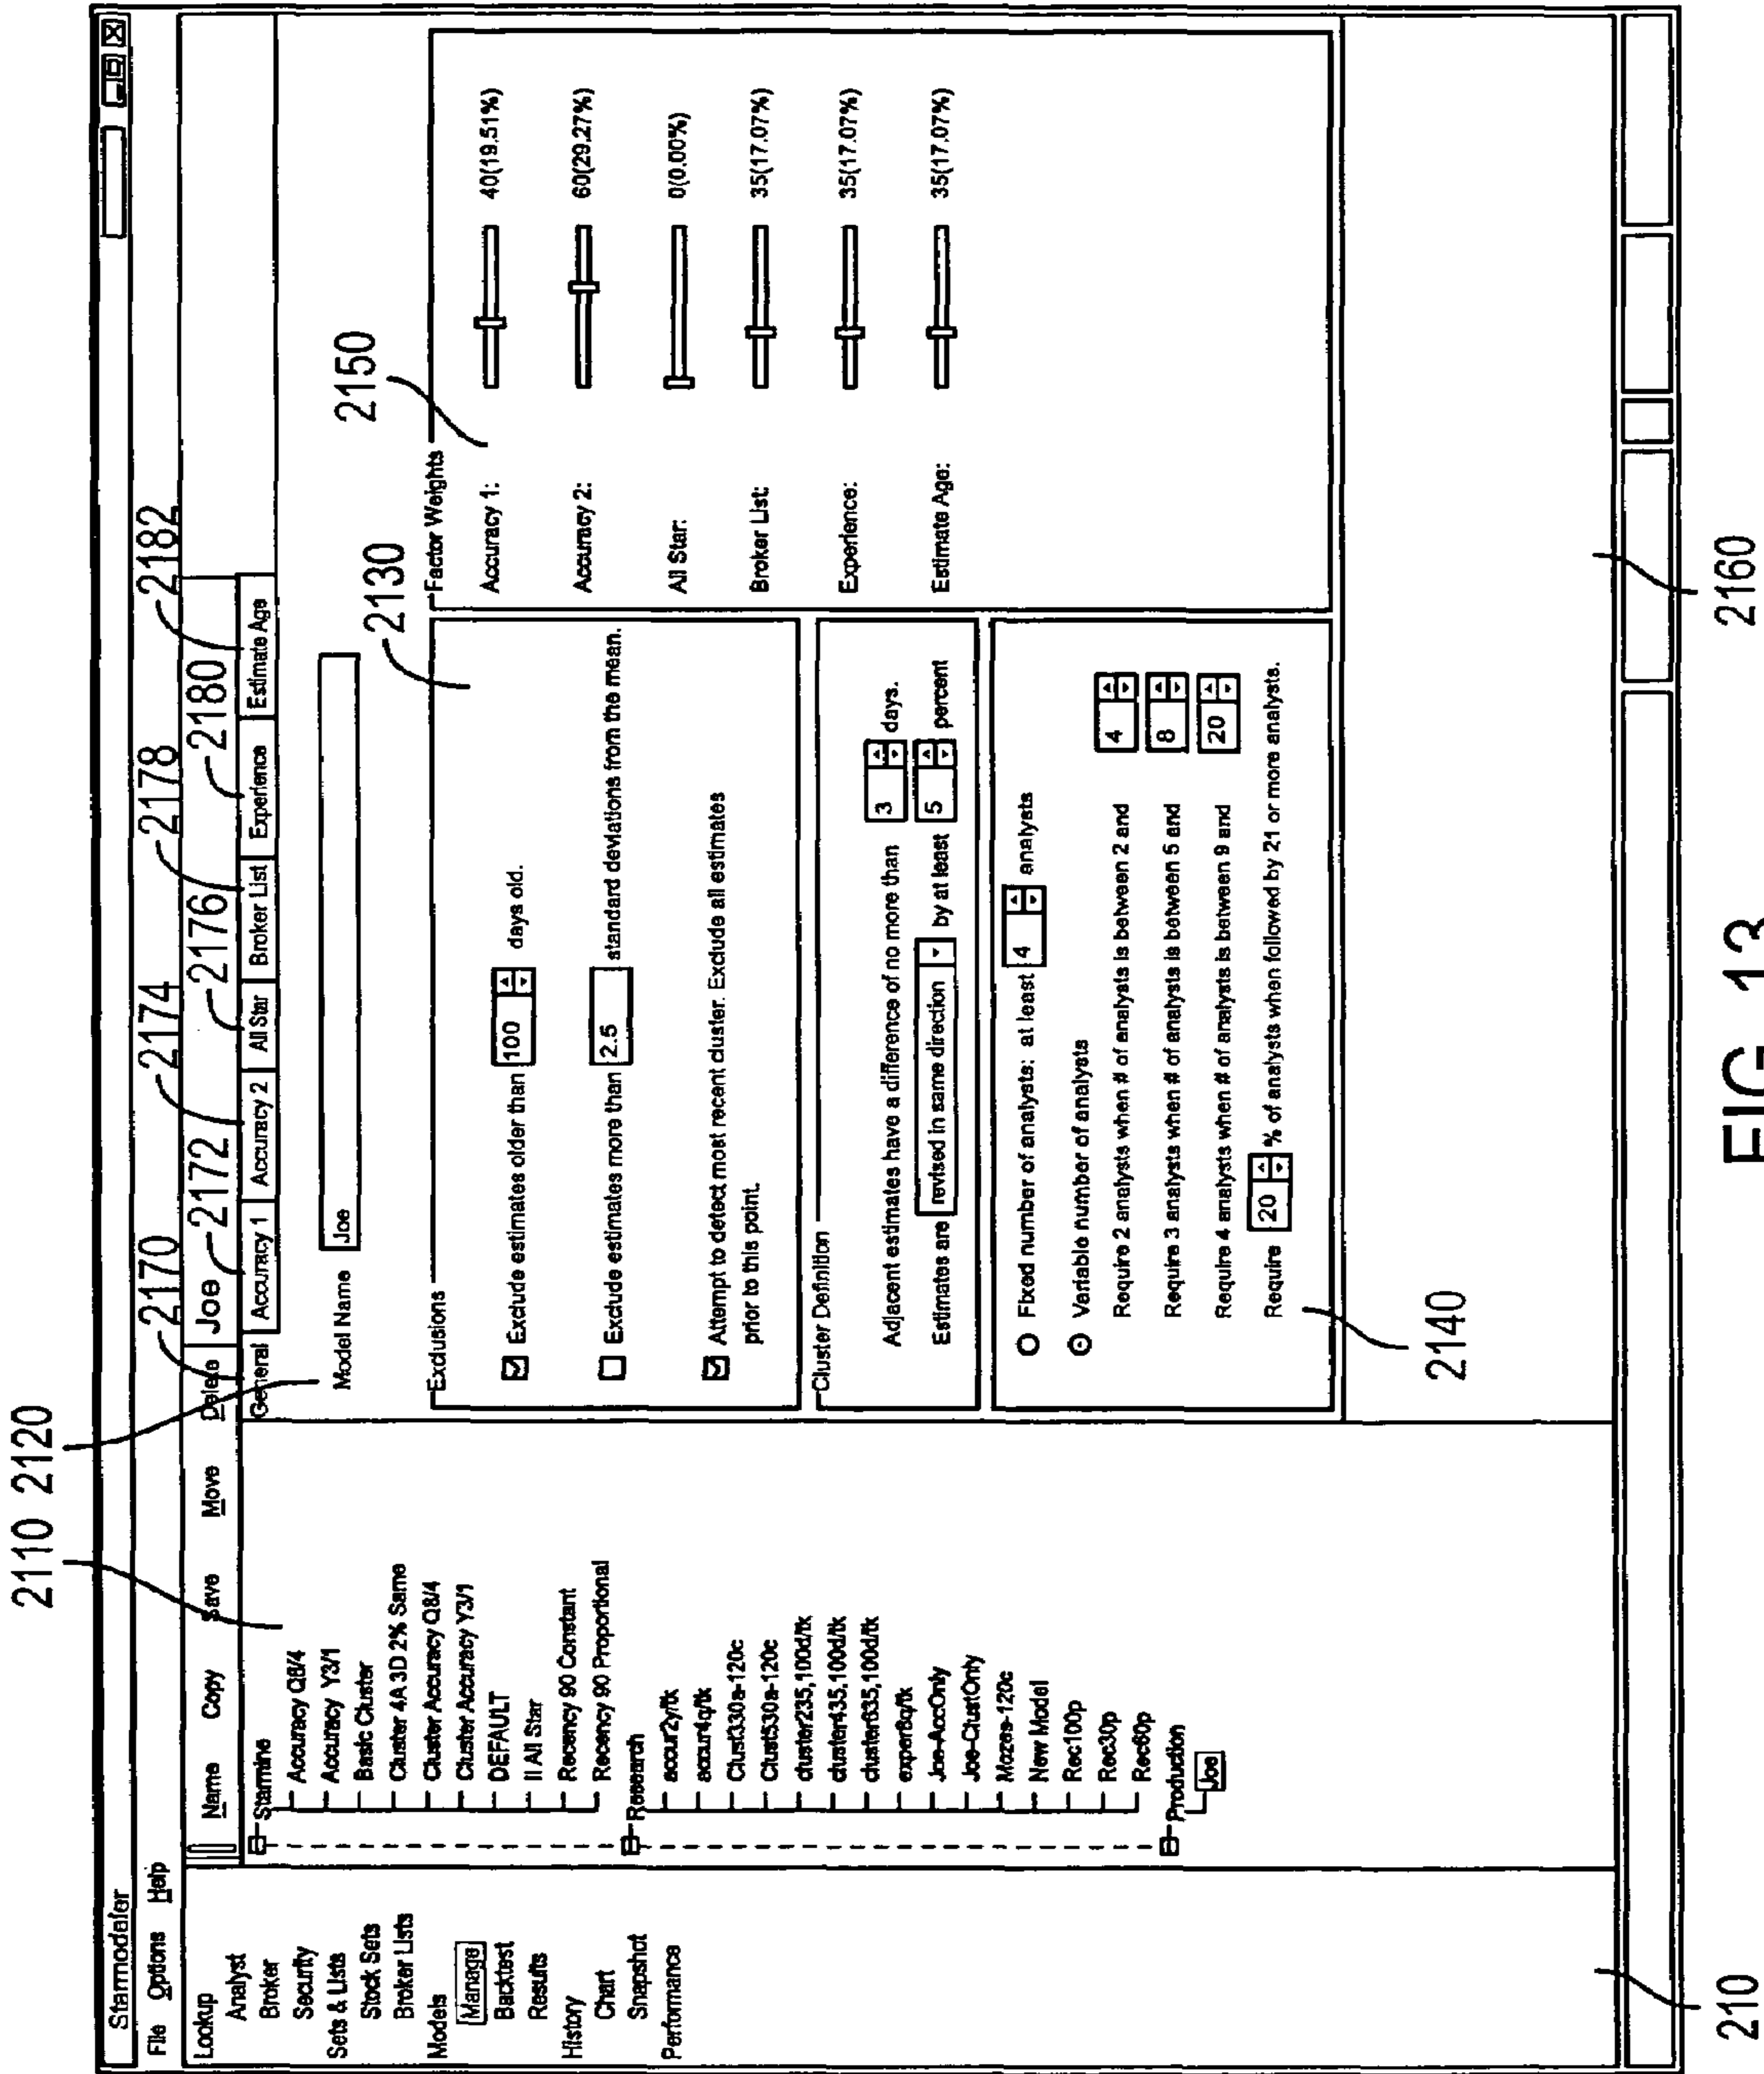 2110 2120
2170
2172
2174
2176
2178
2180
2182
Starmodeler
File Options Help
Name Copy Save Move Delete
Joe
Lookup
Analyst
Broker
Security
Sets & Lists
Stock Sets
Broker Lists
Models
Manage
Backtest
Results
History
Chart
Snapshot
Performance
Starmine
Accuracy Q8/4
Accuracy Y3/1
Basic Cluster
Cluster 4A 3D 2% Same
Cluster Accuracy Q8/4
Cluster Accuracy Y3/1
DEFAULT
II All Star
Recency 90 Constant
Recency 90 Proportional
Research
accur2y/tk
accur4q/tk
Clust330a-120c
Clust530a-120c
cluster235,100d/tk
cluster435,100d/tk
cluster635,100d/tk
exper8q/tk
Joe-AccOnly
Joe-ClustOnly
Mozes-120c
New Model
Rec100p
Rec30p
Rec60p
Production
Joe
General Accuracy 1 Accuracy 2 All Star Broker List Experience Estimate Age
Model Name Joe
2130
Exclusions
Exclude estimates older than 100 days old.
Exclude estimates more than 2.5 standard deviations from the mean.
Attempt to detect most recent cluster. Exclude all estimates
prior to this point.
Cluster Definition
Adjacent estimates have a difference of no more than 3 days.
Estimates are revised in same direction by at least 5 percent
Fixed number of analysts: at least 4 analysts
Variable number of analysts
Require 2 analysts when # of analysts is between 2 and 4
Require 3 analysts when # of analysts is between 5 and 8
Require 4 analysts when # of analysts is between 9 and 20
Require 20 % of analysts when followed by 21 or more analysts.
2140
2150
Factor Weights
Accuracy 1: 40(19.51%)
Accuracy 2: 60(29.27%)
All Star: 0(0.00%)
Broker List: 35(17.07%)
Experience: 35(17.07%)
Estimate Age: 35(17.07%)
210
2160
FIG. 13